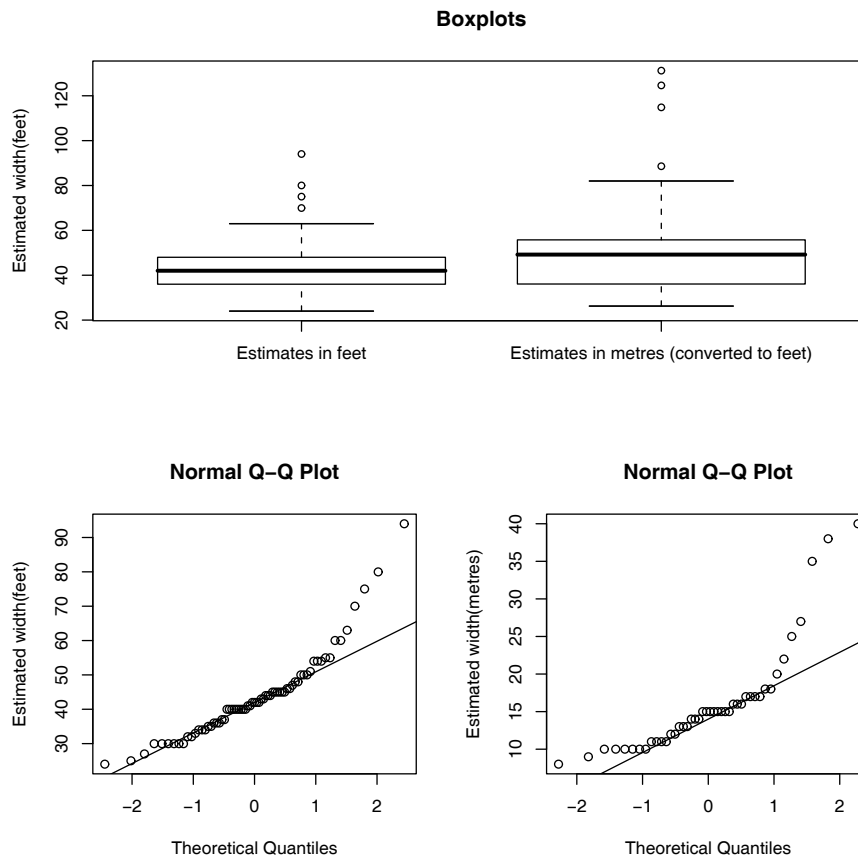 Boxplots
Estimated width(feet)
120
100
80
60
40
20
Estimates in feet
Estimates in metres (converted to feet)
Normal Q−Q Plot
Estimated width(feet)
90
80
70
60
50
40
30
−2 −1 0 1 2
Theoretical Quantiles
Normal Q−Q Plot
Estimated width(metres)
40
35
30
25
20
15
10
−2 −1 0 1 2
Theoretical Quantiles